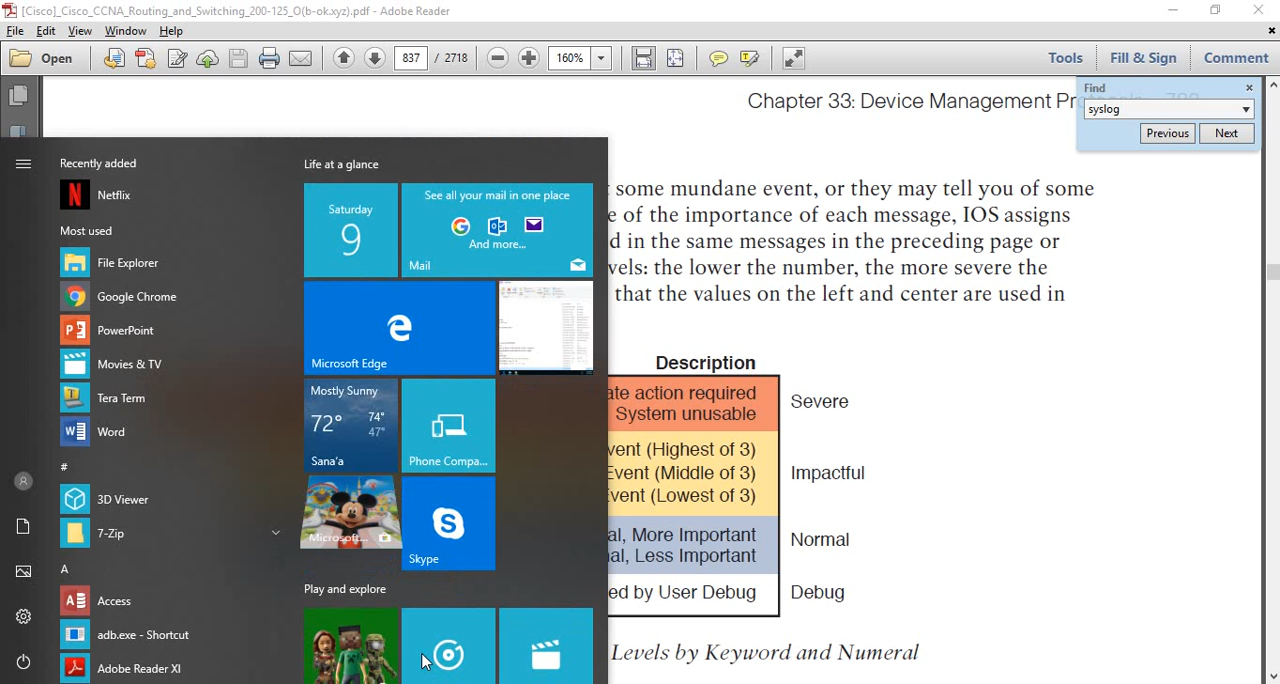 [Cisco]_Cisco_CCNA_Routing_and_Switching_200-125_O(b-ok.xyz).pdf - Adobe Reader
File Edit View Window Help
Open 837 / 2718 160% Tools Fill & Sign Comment
Chapter 33: Device Management Pr
Find
syslog
Previous Next
some mundane event, or they may tell you of some
e of the importance of each message, IOS assigns
d in the same messages in the preceding page or
vels: the lower the number, the more severe the
that the values on the left and center are used in
Description
ate action required
System unusable
Severe
vent (Highest of 3)
Event (Middle of 3)
Event (Lowest of 3)
Impactful
al, More Important
nal, Less Important
Normal
ed by User Debug
Debug
Levels by Keyword and Numeral
Recently added
Netflix
Most used
File Explorer
Google Chrome
PowerPoint
Movies & TV
Tera Term
Word
#
3D Viewer
7-Zip
A
Access
adb.exe - Shortcut
Adobe Reader XI
Life at a glance
Saturday
9
See all your mail in one place
And more...
Mail
Microsoft Edge
Mostly Sunny
72° 74°
47°
Sana'a
Phone Compa...
Microsoft...
Skype
Play and explore